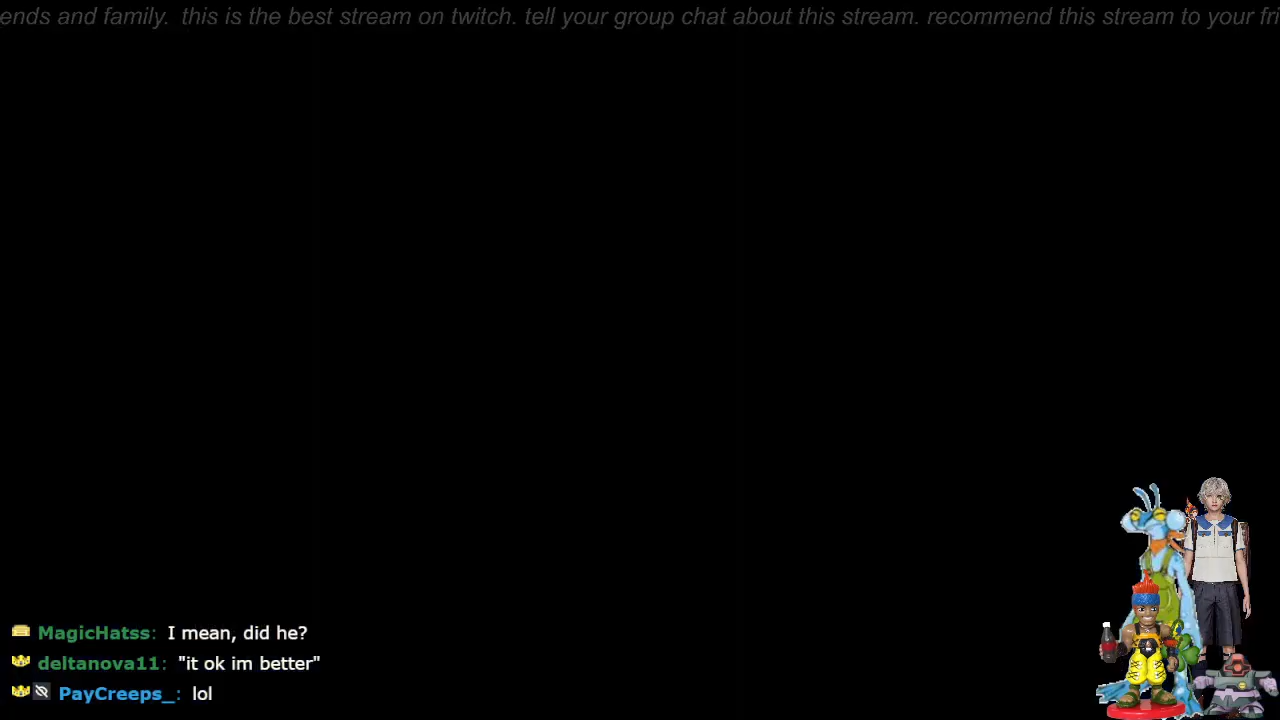 ends and family.  this is the best stream on twitch. tell your group chat about this stream. recommend this stream to your fri
MagicHatss: I mean, did he?
deltanova11: "it ok im better"
PayCreeps_: lol